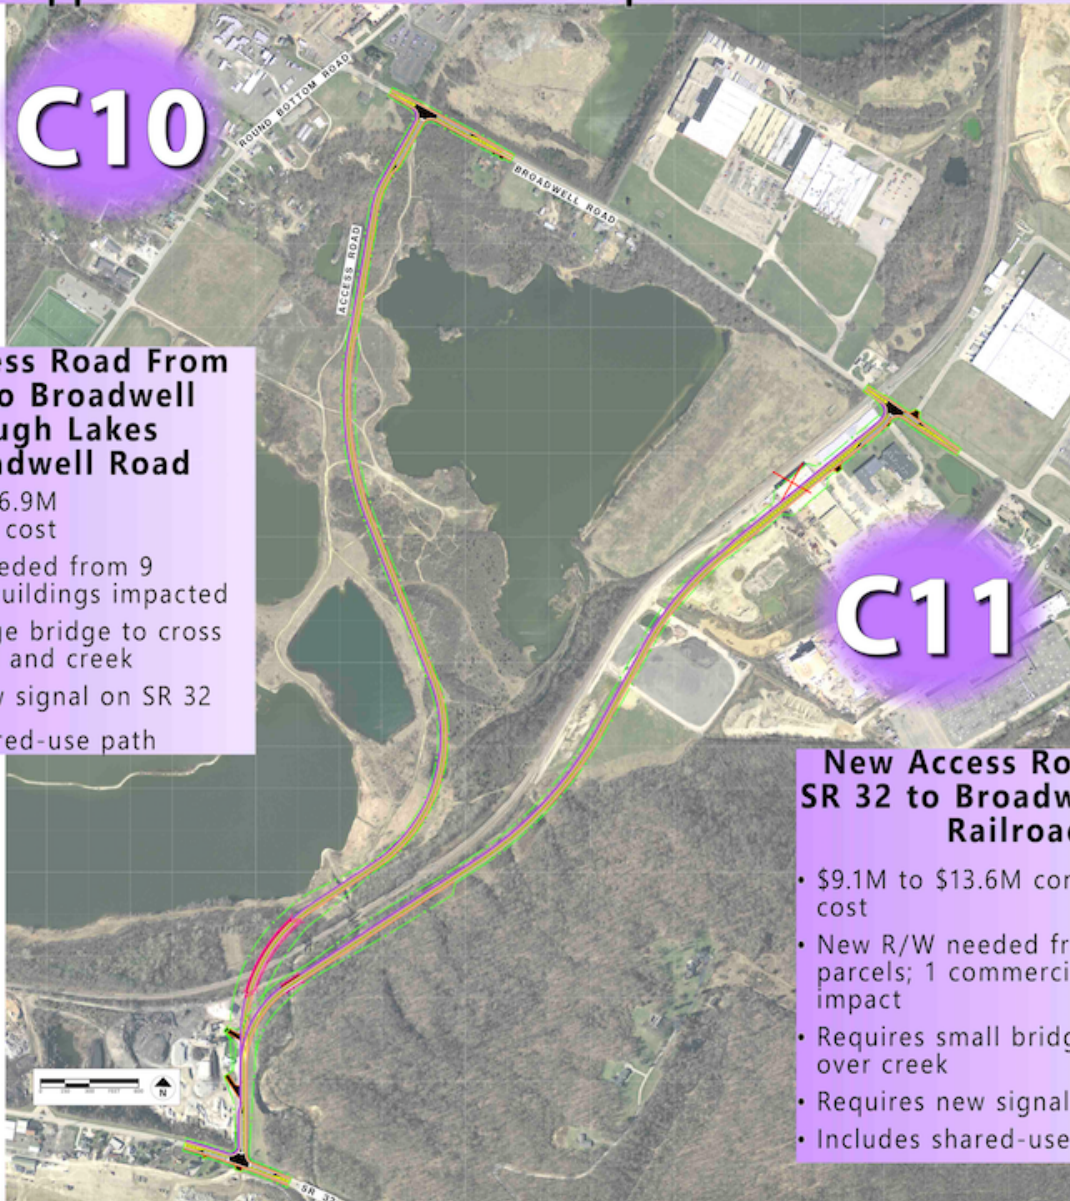 C10
ROUND BOTTOM ROAD
BROADWELL ROAD
ACCESS ROAD
ss Road From
o Broadwell
ugh Lakes
dwell Road
6.9M
cost
eded from 9
uildings impacted
ge bridge to cross
and creek
signal on SR 32
red-use path
C11
New Access Ro
SR 32 to Broadw
Railroa
• $9.1M to $13.6M con
cost
• New R/W needed fr
parcels; 1 commerci
impact
• Requires small bridg
over creek
• Requires new signal
• Includes shared-use
N
SR 32